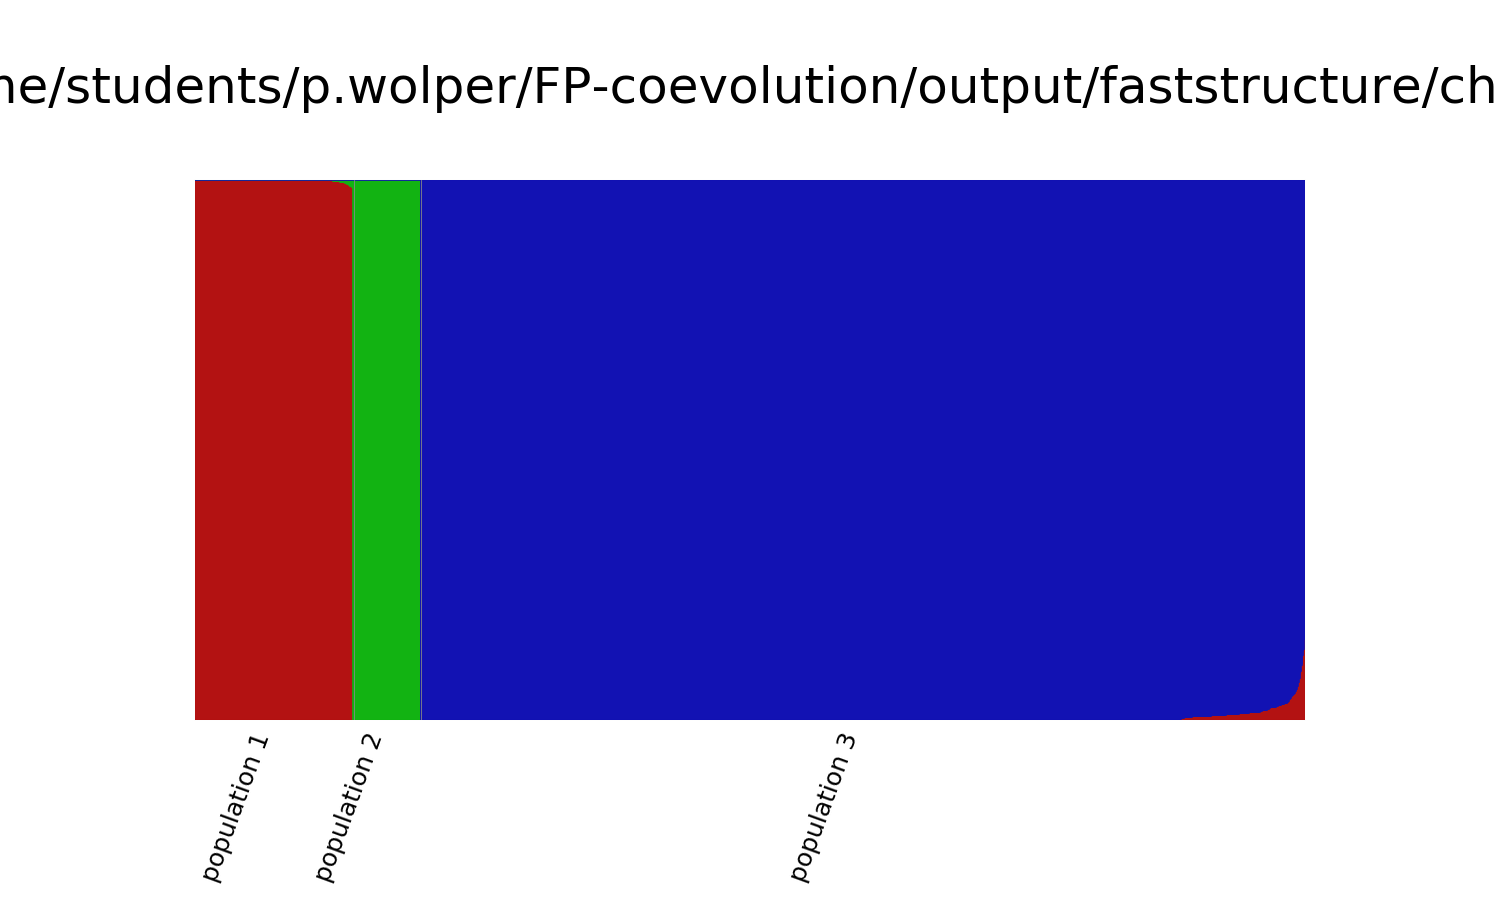 ne/students/p.wolper/FP-coevolution/output/faststructure/ch
population 1
population 2
population 3